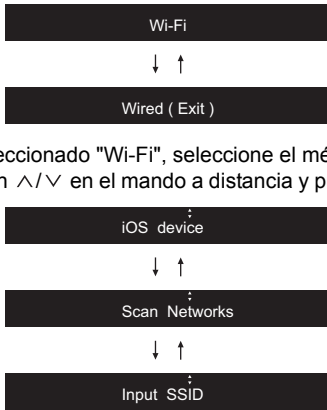 Wi-Fi
Wired ( Exit )
eccionado "Wi-Fi", seleccione el mé
n ∧/∨ en el mando a distancia y p
iOS device
Scan Networks
Input SSID